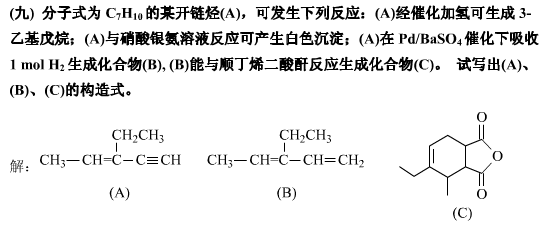 (九) 分子式为 C₇H₁₀ 的某开链烃(A)，可发生下列反应：(A)经催化加氢可生成 3-
乙基戊烷；(A)与硝酸银氨溶液反应可产生白色沉淀；(A)在 Pd/BaSO₄ 催化下吸收
1 mol H₂ 生成化合物(B), (B)能与顺丁烯二酸酐反应生成化合物(C)。 试写出(A)、
(B)、(C)的构造式。
CH₂CH₃ CH₂CH₃ O
解：CH₃—CH=C—C≡CH CH₃—CH=C—CH=CH₂ O
O
(A) (B) (C)